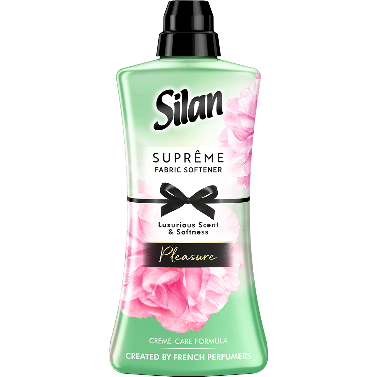 Silan
SUPRÊME
FABRIC SOFTENER
Luxurious Scent
& Softness
Pleasure
CRÈME-CARE FORMULA
CREATED BY FRENCH PERFUMERS